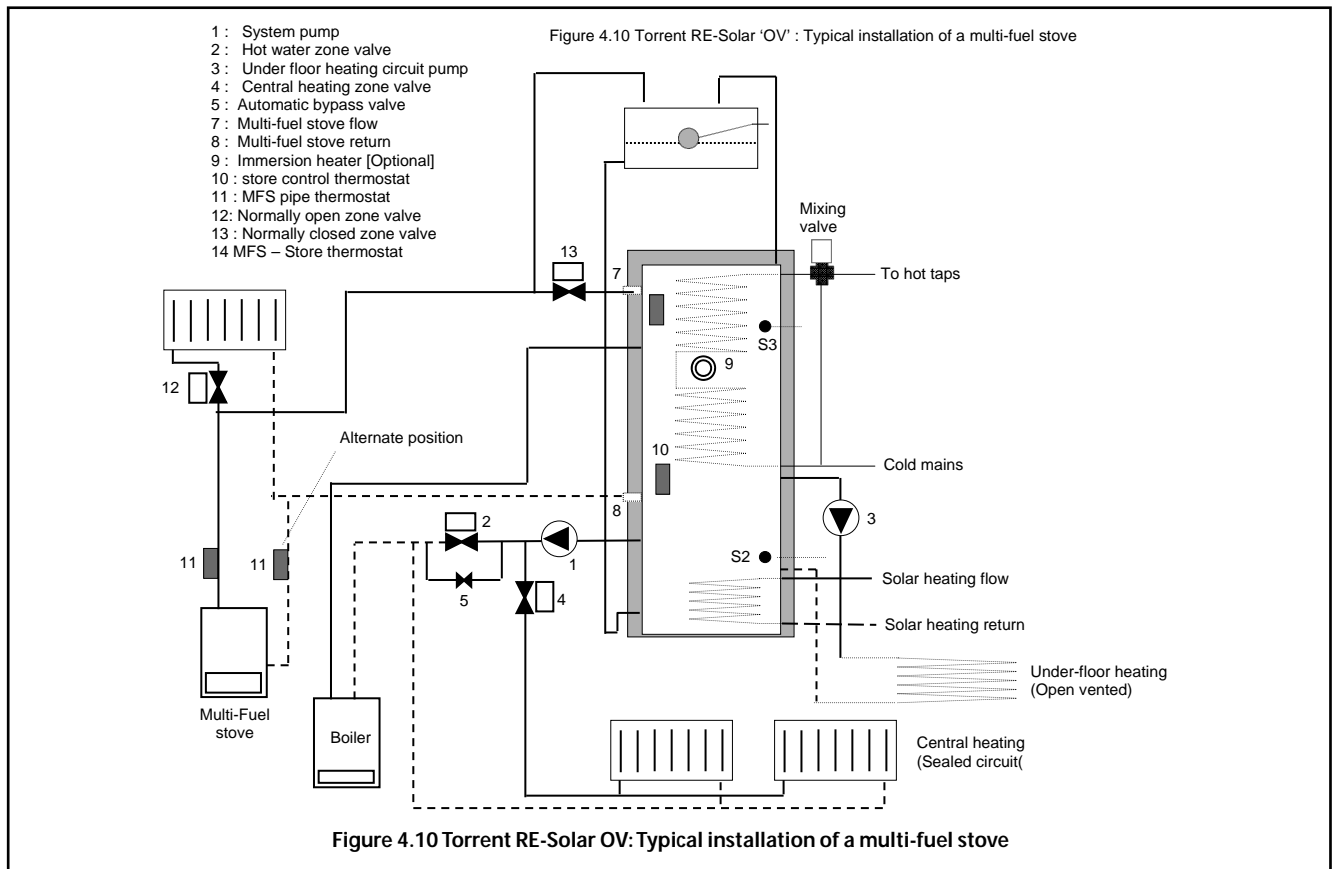 1 : System pump
2 : Hot water zone valve
3 : Under floor heating circuit pump
4 : Central heating zone valve
5 : Automatic bypass valve
7 : Multi-fuel stove flow
8 : Multi-fuel stove return
9 : Immersion heater [Optional]
10 : store control thermostat
11 : MFS pipe thermostat
12: Normally open zone valve
13 : Normally closed zone valve
14 MFS – Store thermostat
Figure 4.10 Torrent RE-Solar ‘OV’ : Typical installation of a multi-fuel stove
Mixing
valve
13
7
To hot taps
S3
9
12
Alternate position
10
Cold mains
8
2
3
1
S2
11
11
5
4
Solar heating flow
Solar heating return
Under-floor heating
(Open vented)
Multi-Fuel
stove
Boiler
Central heating
(Sealed circuit(
Figure 4.10 Torrent RE-Solar OV: Typical installation of a multi-fuel stove